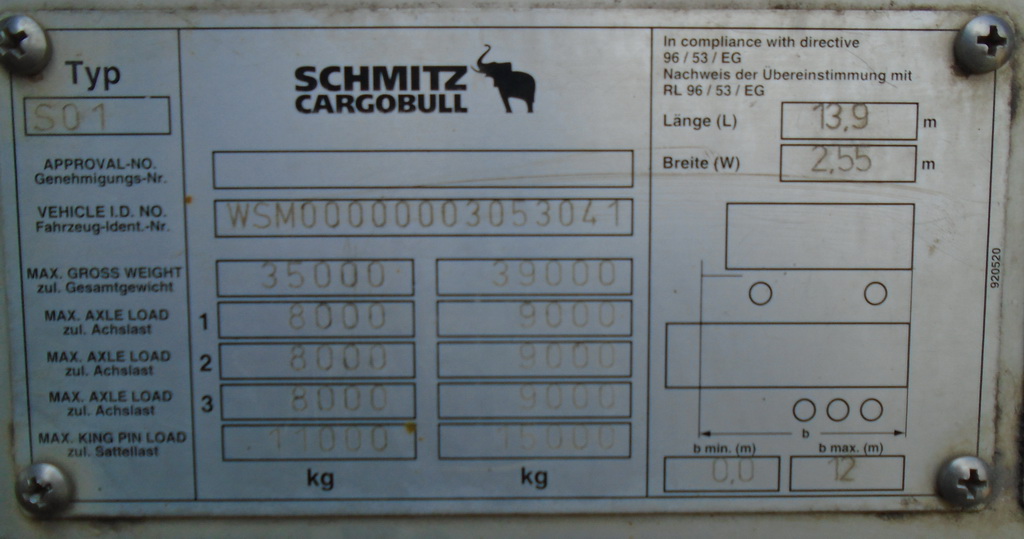 Typ
S01
SCHMITZ
CARGOBULL
In compliance with directive
96 / 53 / EG
Nachweis der Übereinstimmung mit
RL 96 / 53 / EG
Länge (L) 13,9 m
Breite (W) 2,55 m
APPROVAL-NO.
Genehmigungs-Nr.
VEHICLE I.D. NO.
Fahrzeug-Ident.-Nr.
WSM00000003053041
MAX. GROSS WEIGHT
zul. Gesamtgewicht
35000 39000
MAX. AXLE LOAD
zul. Achslast
1 8000 9000
MAX. AXLE LOAD
zul. Achslast
2 8000 9000
MAX. AXLE LOAD
zul. Achslast
3 8000 9000
MAX. KING PIN LOAD
zul. Sattellast
11000 15000
kg kg
b
b min. (m) b max. (m)
0,0 12
920520